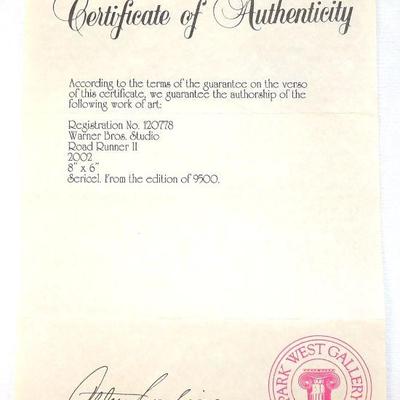 Certificate of Authenticity
According to the terms of the guarantee on the verso
of this certificate, we guarantee the authorship of the
following work of art:
Registration No. 120778
Warner Bros. Studio
Road Runner II
2002
8" x 6"
Sericel. From the edition of 9500.
PARK WEST GALLERY